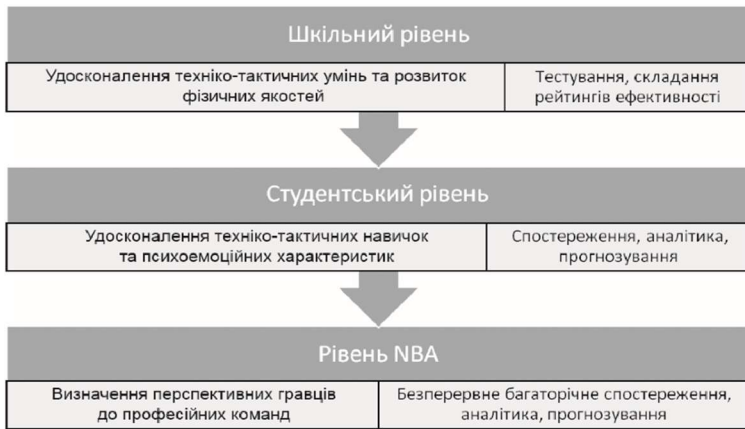 Шкільний рівень
Удосконалення техніко-тактичних умінь та розвиток
фізичних якостей
Тестування, складання
рейтингів ефективності
Студентський рівень
Удосконалення техніко-тактичних навичок
та психоемоційних характеристик
Спостереження, аналітика,
прогнозування
Рівень NBA
Визначення перспективних гравців
до професійних команд
Безперервне багаторічне спостереження,
аналітика, прогнозування